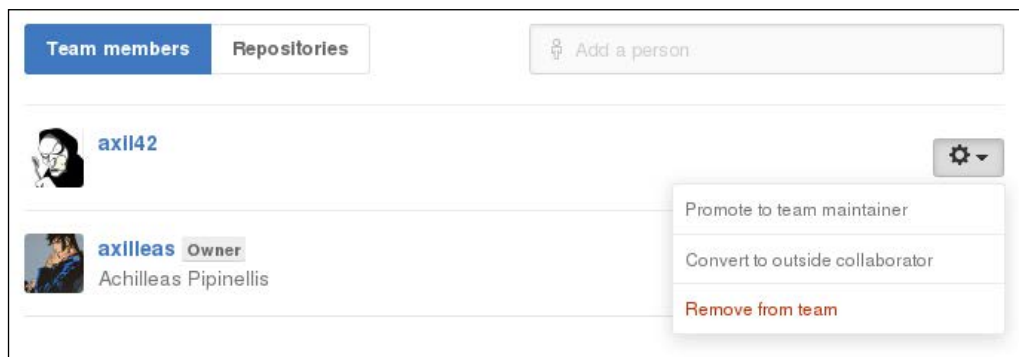 Team members Repositories Add a person
axil42
Promote to team maintainer
axilleas Owner
Achilleas Pipinellis
Convert to outside collaborator
Remove from team